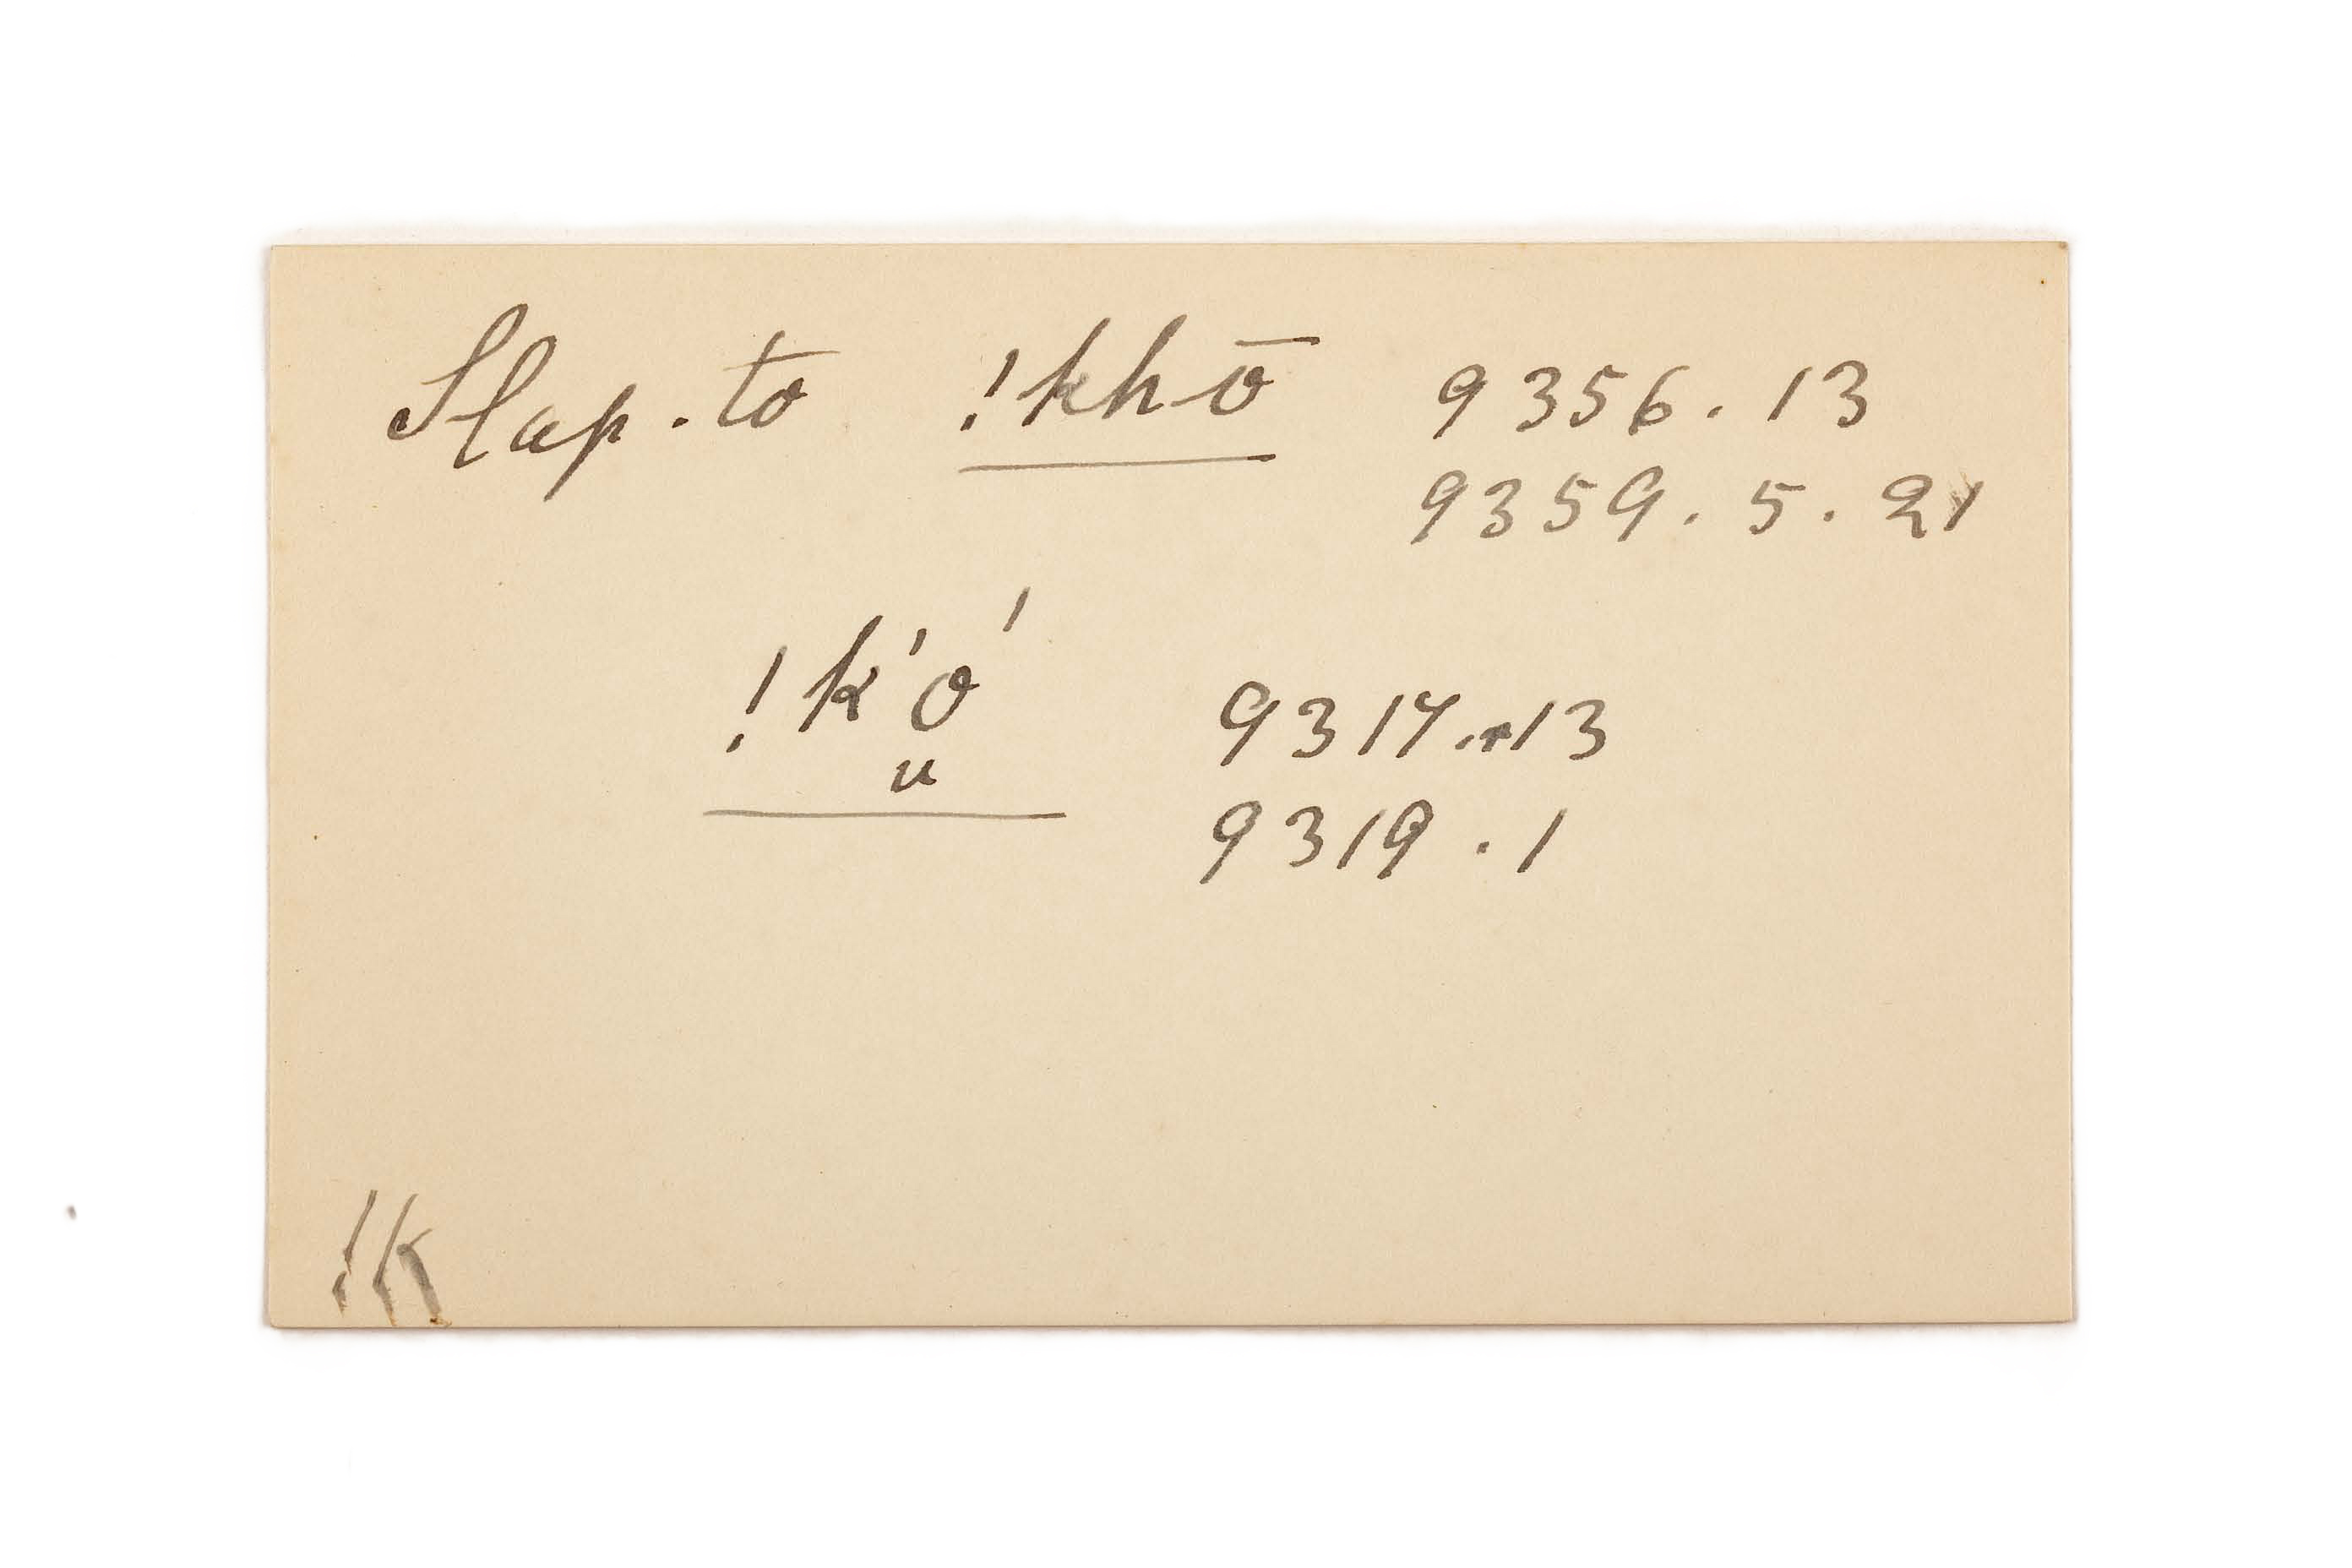 Slap. to !khō 9356. 13
9359. 5. 21
!k'o' 9317. 13
u
9319 . 1
!k